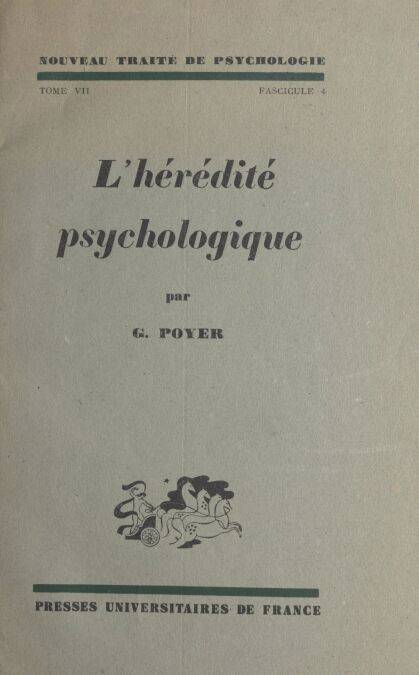 NOUVEAU TRAITÉ DE PSYCHOLOGIE
TOME VII FASCICULE 4
L'hérédité
psychologique
par
G. POYER
PRESSES UNIVERSITAIRES DE FRANCE